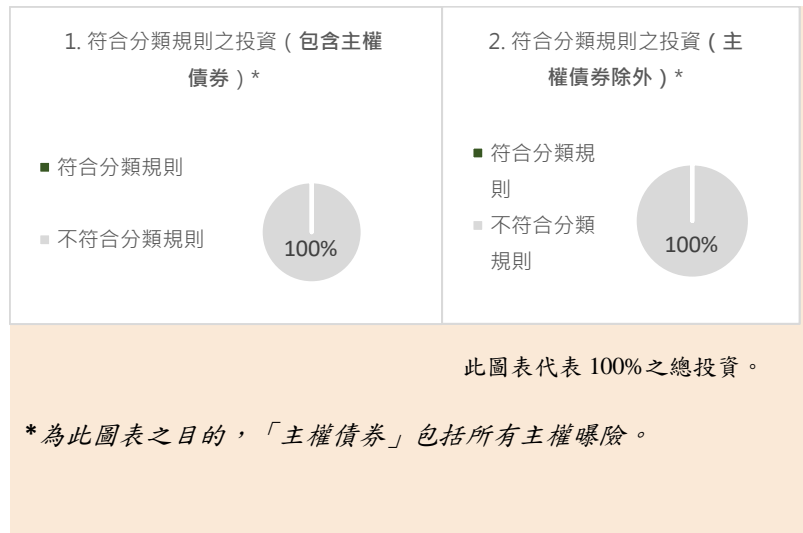 1. 符合分類規則之投資（包含主權
債券）*
■ 符合分類規則
■ 不符合分類規則
100%
2. 符合分類規則之投資（主
權債券除外）*
■ 符合分類規
則
■ 不符合分類
規則
100%
此圖表代表 100%之總投資。
*為此圖表之目的，「主權債券」包括所有主權曝險。